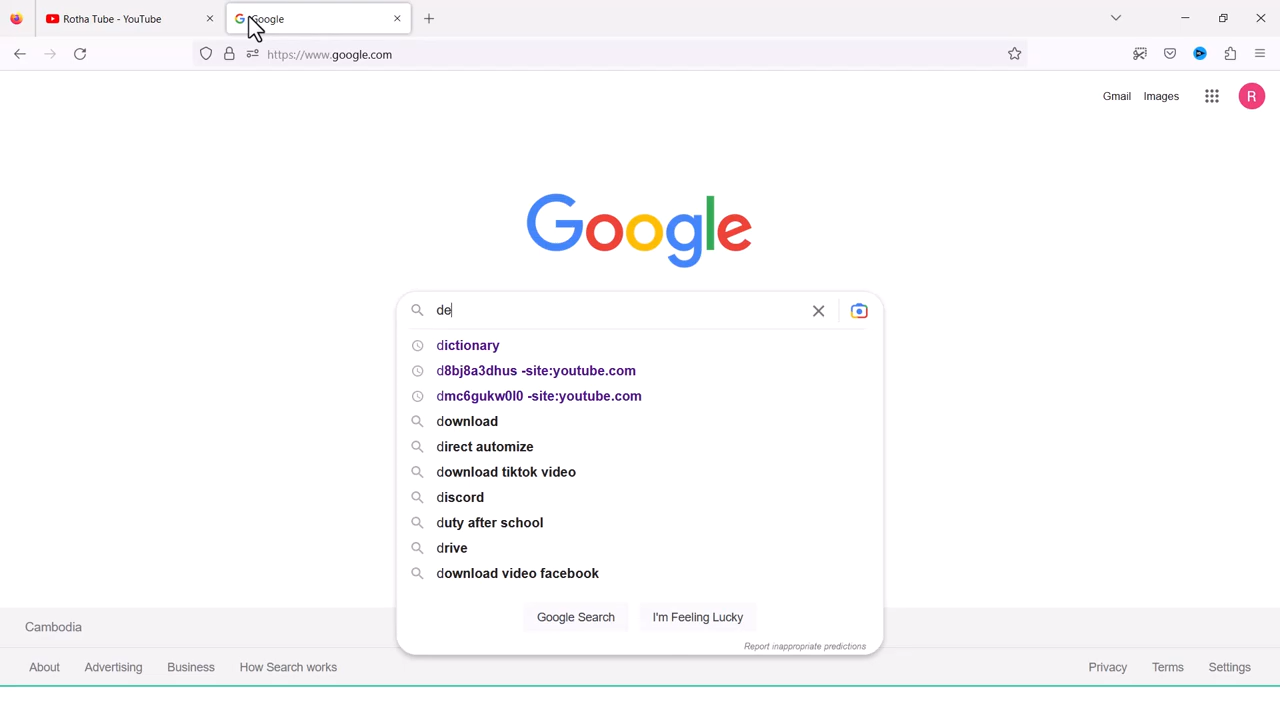 Rotha Tube - YouTube
Google
https://www.google.com
Gmail Images R
Google
de
dictionary
d8bj8a3dhus -site:youtube.com
dmc6gukw0l0 -site:youtube.com
download
direct automize
download tiktok video
discord
duty after school
drive
download video facebook
Google Search I'm Feeling Lucky
Report inappropriate predictions
Cambodia
About Advertising Business How Search works Privacy Terms Settings